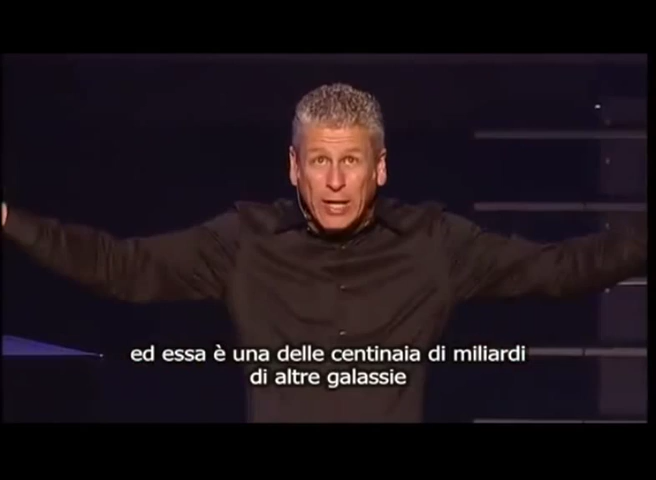 ed essa è una delle centinaia di miliardi
di altre galassie